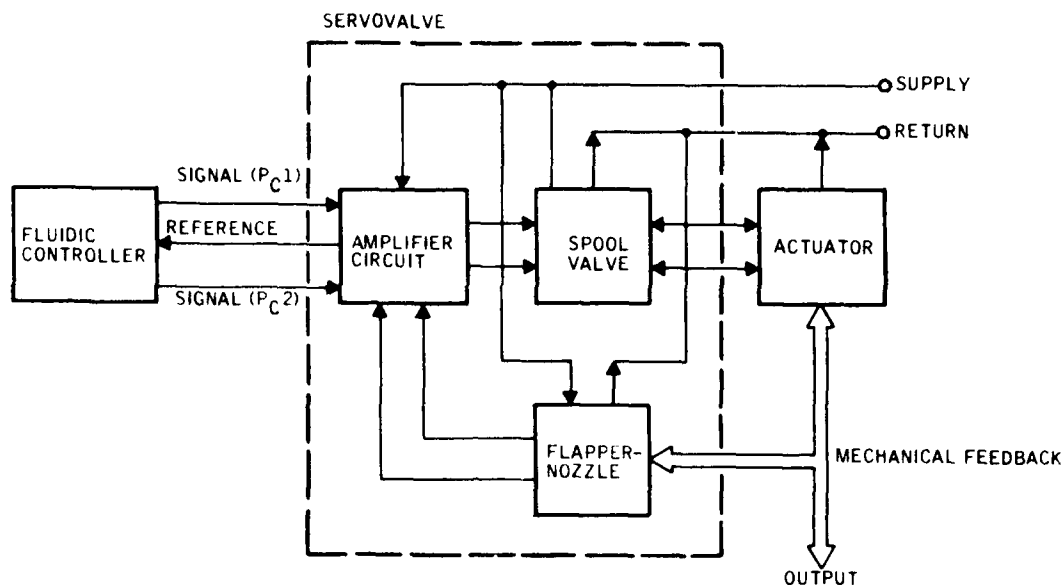 SERVOVALVE
SUPPLY
RETURN
SIGNAL (PC1)
REFERENCE
SIGNAL (PC2)
FLUIDIC
CONTROLLER
AMPLIFIER
CIRCUIT
SPOOL
VALVE
ACTUATOR
FLAPPER-
NOZZLE
MECHANICAL FEEDBACK
OUTPUT